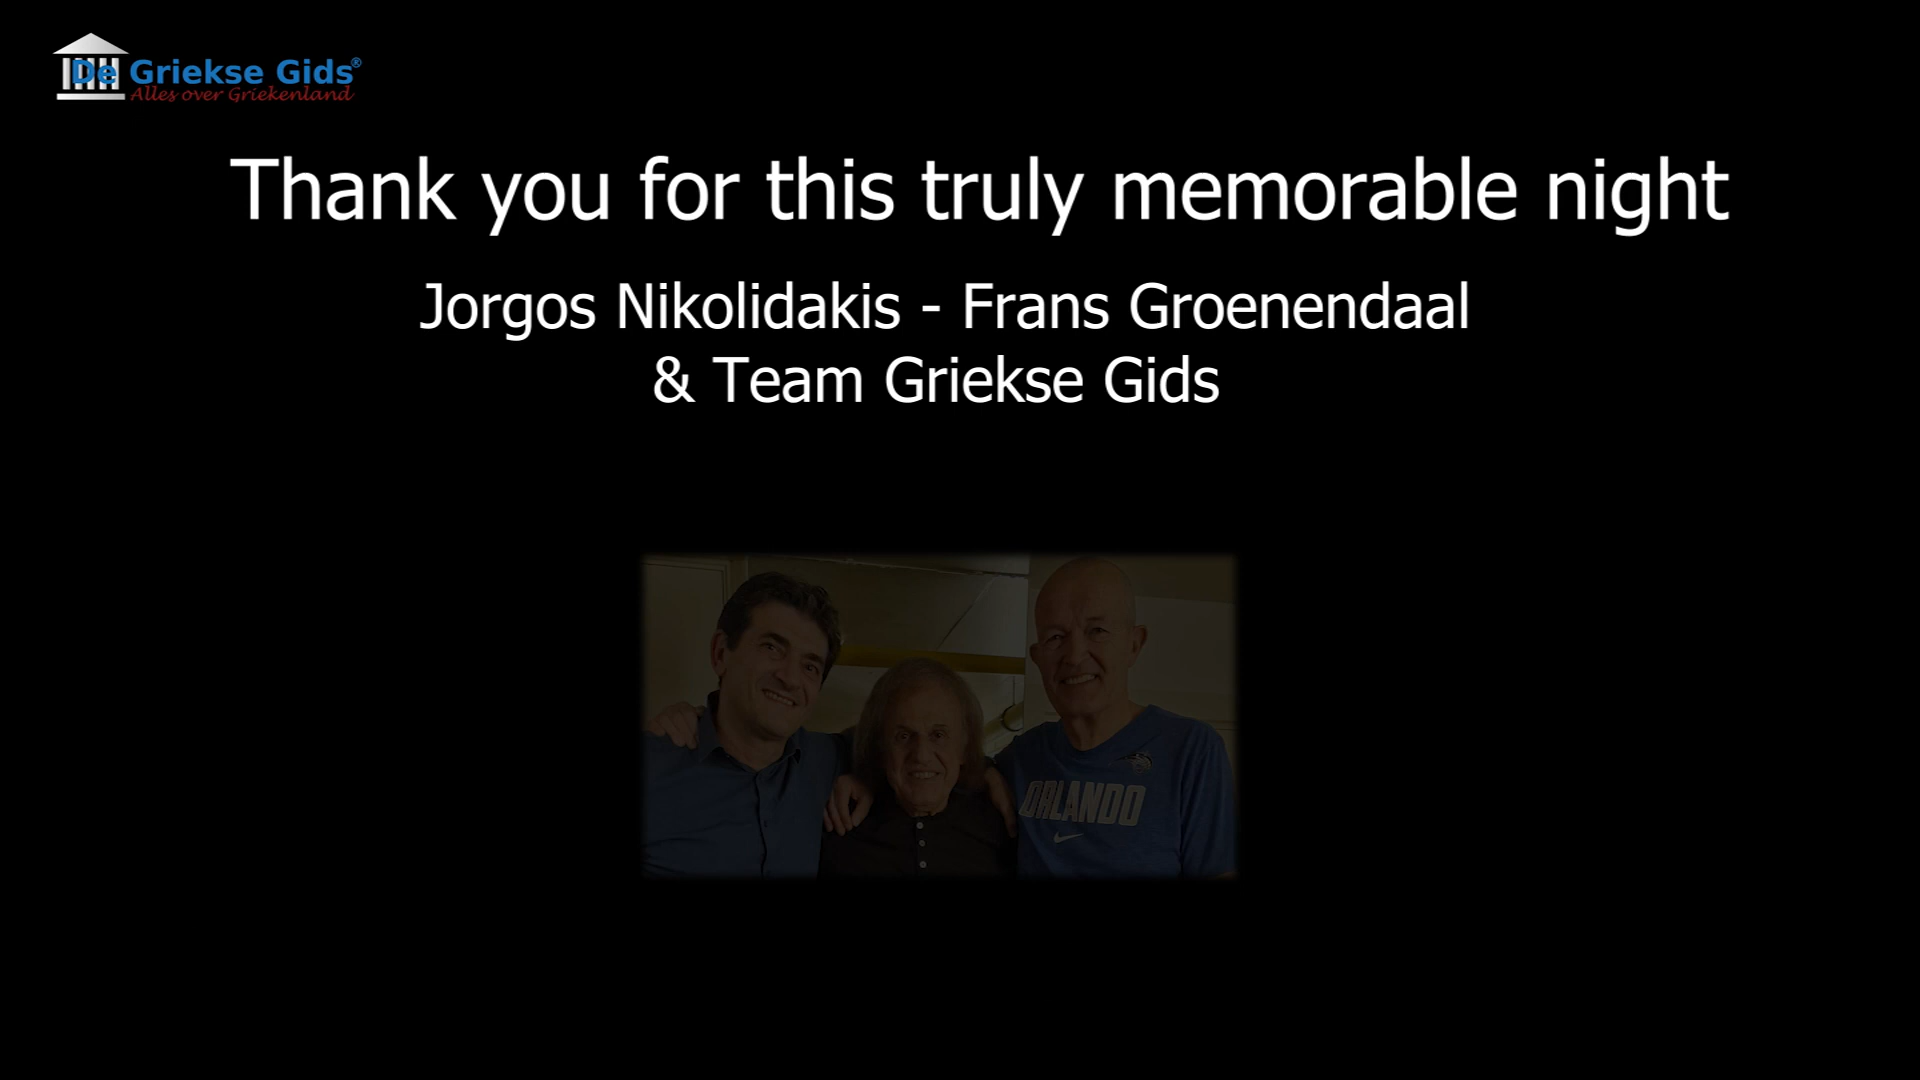 De Griekse Gids®
Alles over Griekenland
Thank you for this truly memorable night
Jorgos Nikolidakis - Frans Groenendaal
& Team Griekse Gids
ORLANDO